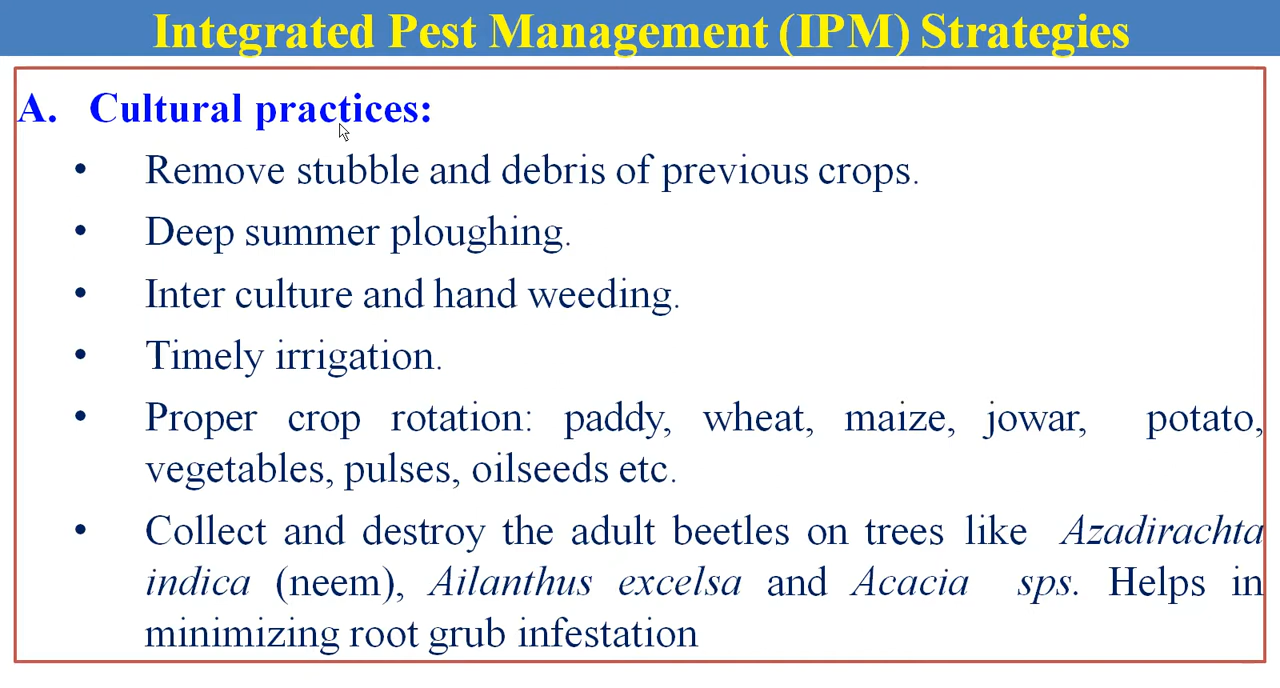 Integrated Pest Management (IPM) Strategies
A. Cultural practices:
• Remove stubble and debris of previous crops.
• Deep summer ploughing.
• Inter culture and hand weeding.
• Timely irrigation.
• Proper crop rotation: paddy, wheat, maize, jowar, potato,
vegetables, pulses, oilseeds etc.
• Collect and destroy the adult beetles on trees like Azadirachta
indica (neem), Ailanthus excelsa and Acacia sps. Helps in
minimizing root grub infestation